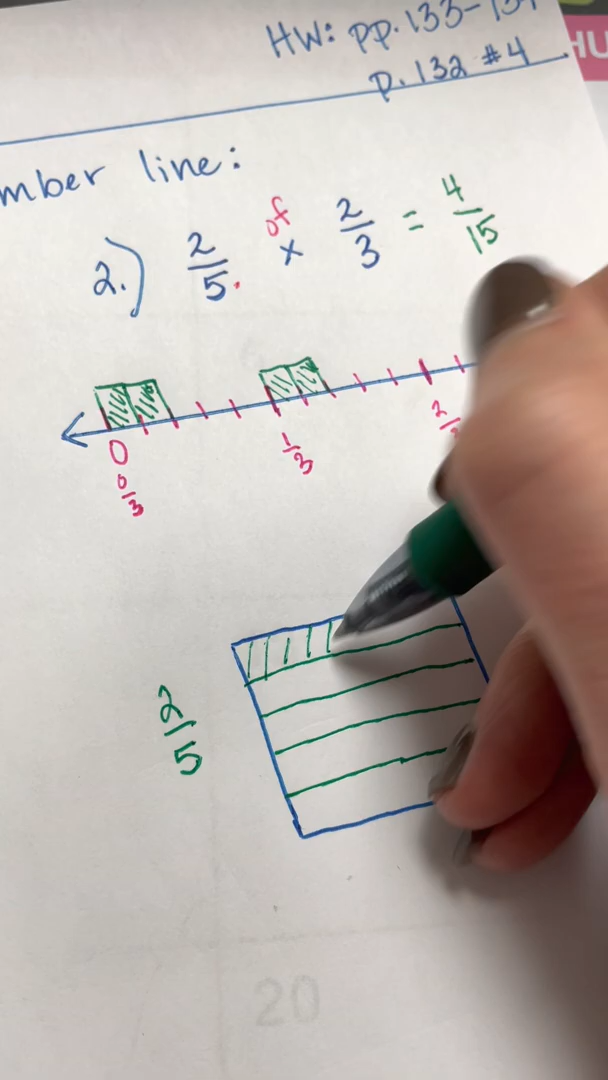 HW: pp. 133-
p. 132 #4
HU
mber line:
of
2.) 2/5 . x 2/3 = 4/15
0 1/3
0/3
2/5
20